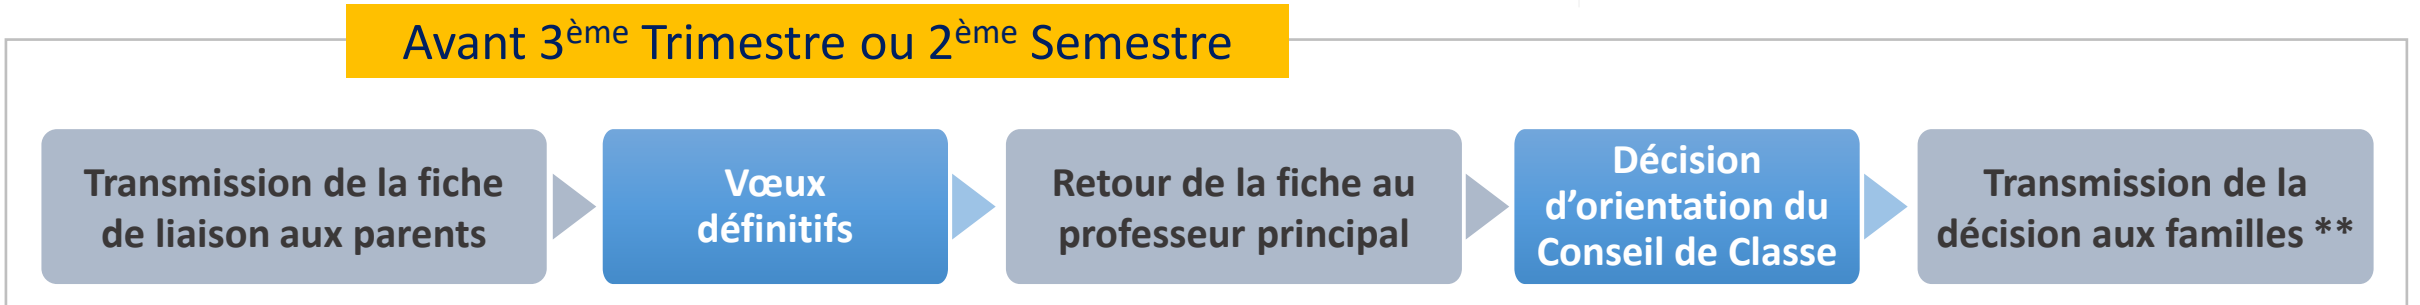 Avant 3ème Trimestre ou 2ème Semestre
Transmission de la fiche
de liaison aux parents
Vœux
définitifs
Retour de la fiche au
professeur principal
Décision
d’orientation du
Conseil de Classe
Transmission de la
décision aux familles **